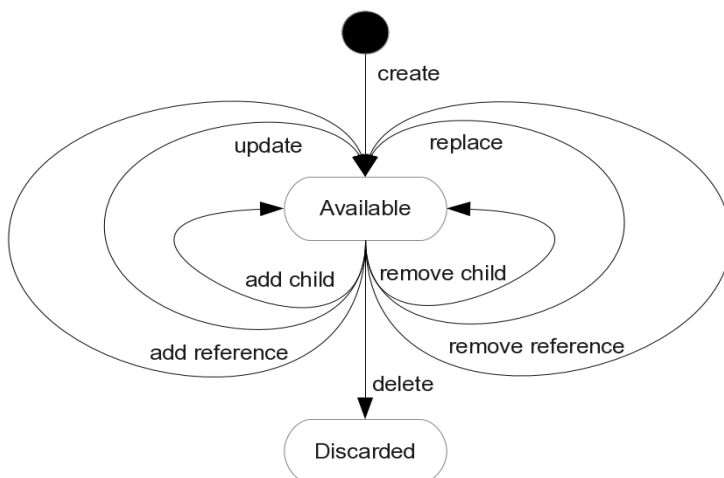 create
update
replace
Available
add child
remove child
add reference
remove reference
delete
Discarded